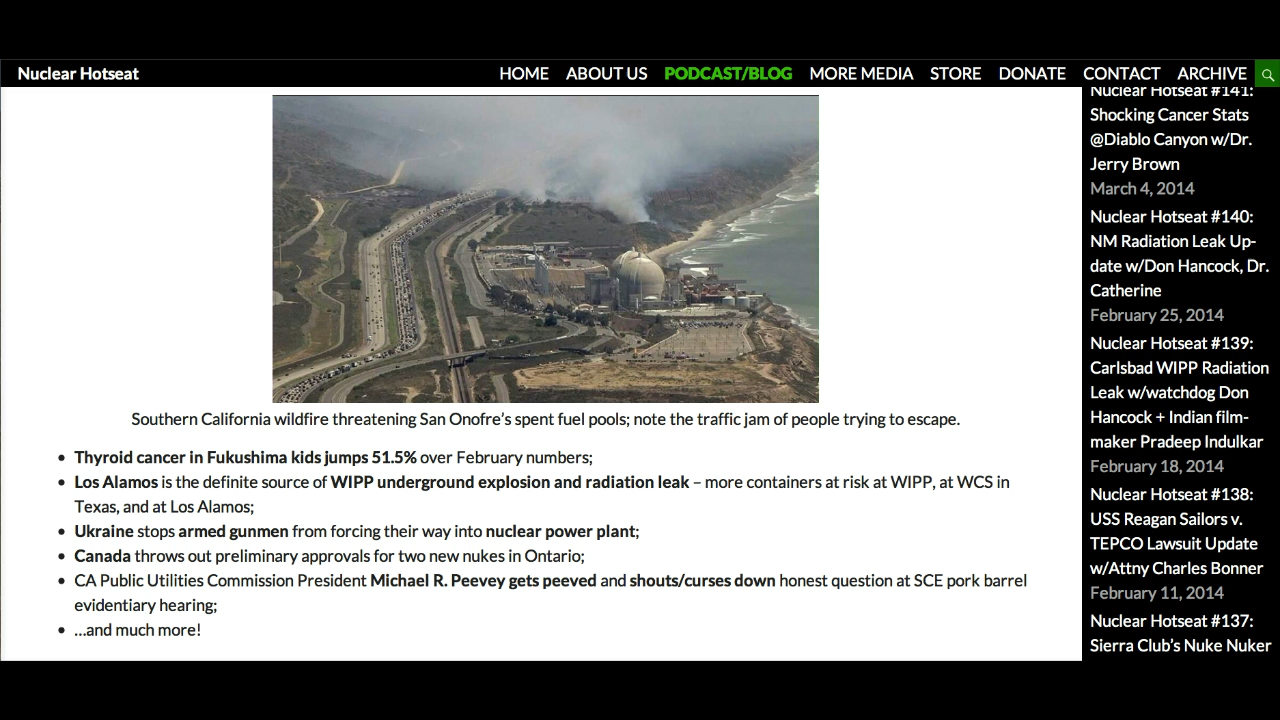 Nuclear Hotseat
HOME ABOUT US PODCAST/BLOG MORE MEDIA STORE DONATE CONTACT ARCHIVE
Southern California wildfire threatening San Onofre’s spent fuel pools; note the traffic jam of people trying to escape.
• Thyroid cancer in Fukushima kids jumps 51.5% over February numbers;
• Los Alamos is the definite source of WIPP underground explosion and radiation leak – more containers at risk at WIPP, at WCS in
Texas, and at Los Alamos;
• Ukraine stops armed gunmen from forcing their way into nuclear power plant;
• Canada throws out preliminary approvals for two new nukes in Ontario;
• CA Public Utilities Commission President Michael R. Peevey gets peeved and shouts/curses down honest question at SCE pork barrel
evidentiary hearing;
• …and much more!
Nuclear Hotseat #141:
Shocking Cancer Stats
@Diablo Canyon w/Dr.
Jerry Brown
March 4, 2014
Nuclear Hotseat #140:
NM Radiation Leak Up-
date w/Don Hancock, Dr.
Catherine
February 25, 2014
Nuclear Hotseat #139:
Carlsbad WIPP Radiation
Leak w/watchdog Don
Hancock + Indian film-
maker Pradeep Indulkar
February 18, 2014
Nuclear Hotseat #138:
USS Reagan Sailors v.
TEPCO Lawsuit Update
w/Attny Charles Bonner
February 11, 2014
Nuclear Hotseat #137:
Sierra Club’s Nuke Nuker